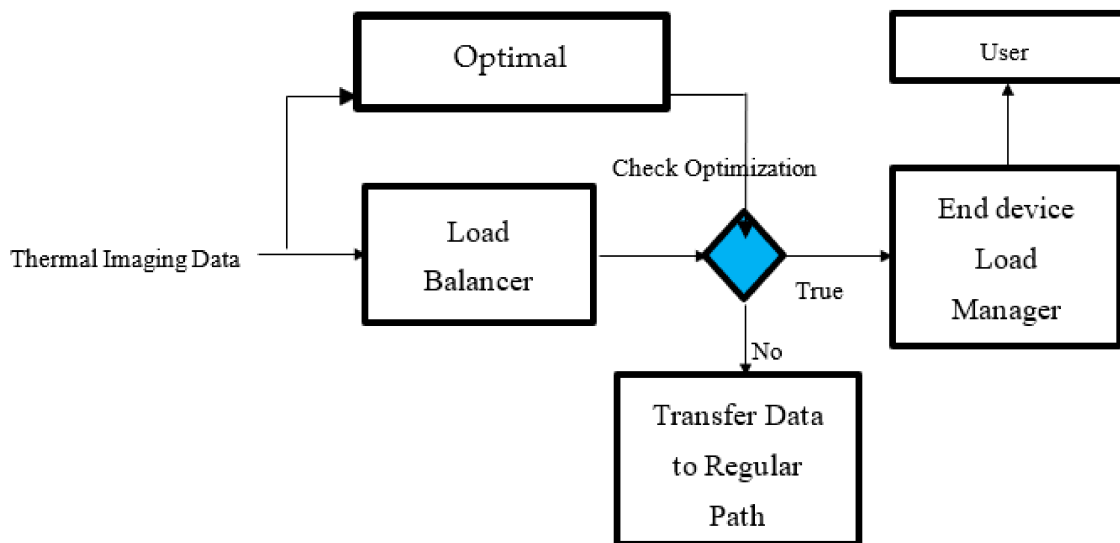 Optimal
User
Check Optimization
Thermal Imaging Data
Load
Balancer
True
End device
Load
Manager
No
Transfer Data
to Regular
Path